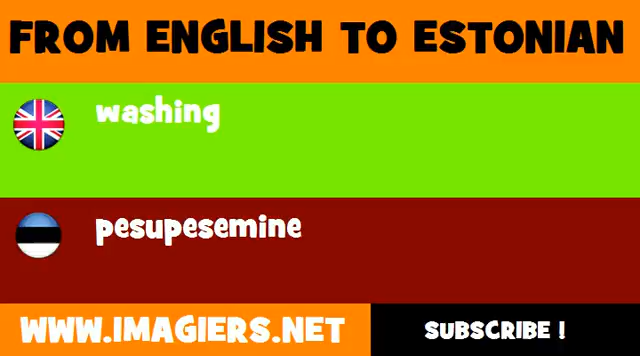 FROM ENGLISH TO ESTONIAN
washing
pesupesemine
WWW.IMAGIERS.NET
SUBSCRIBE !